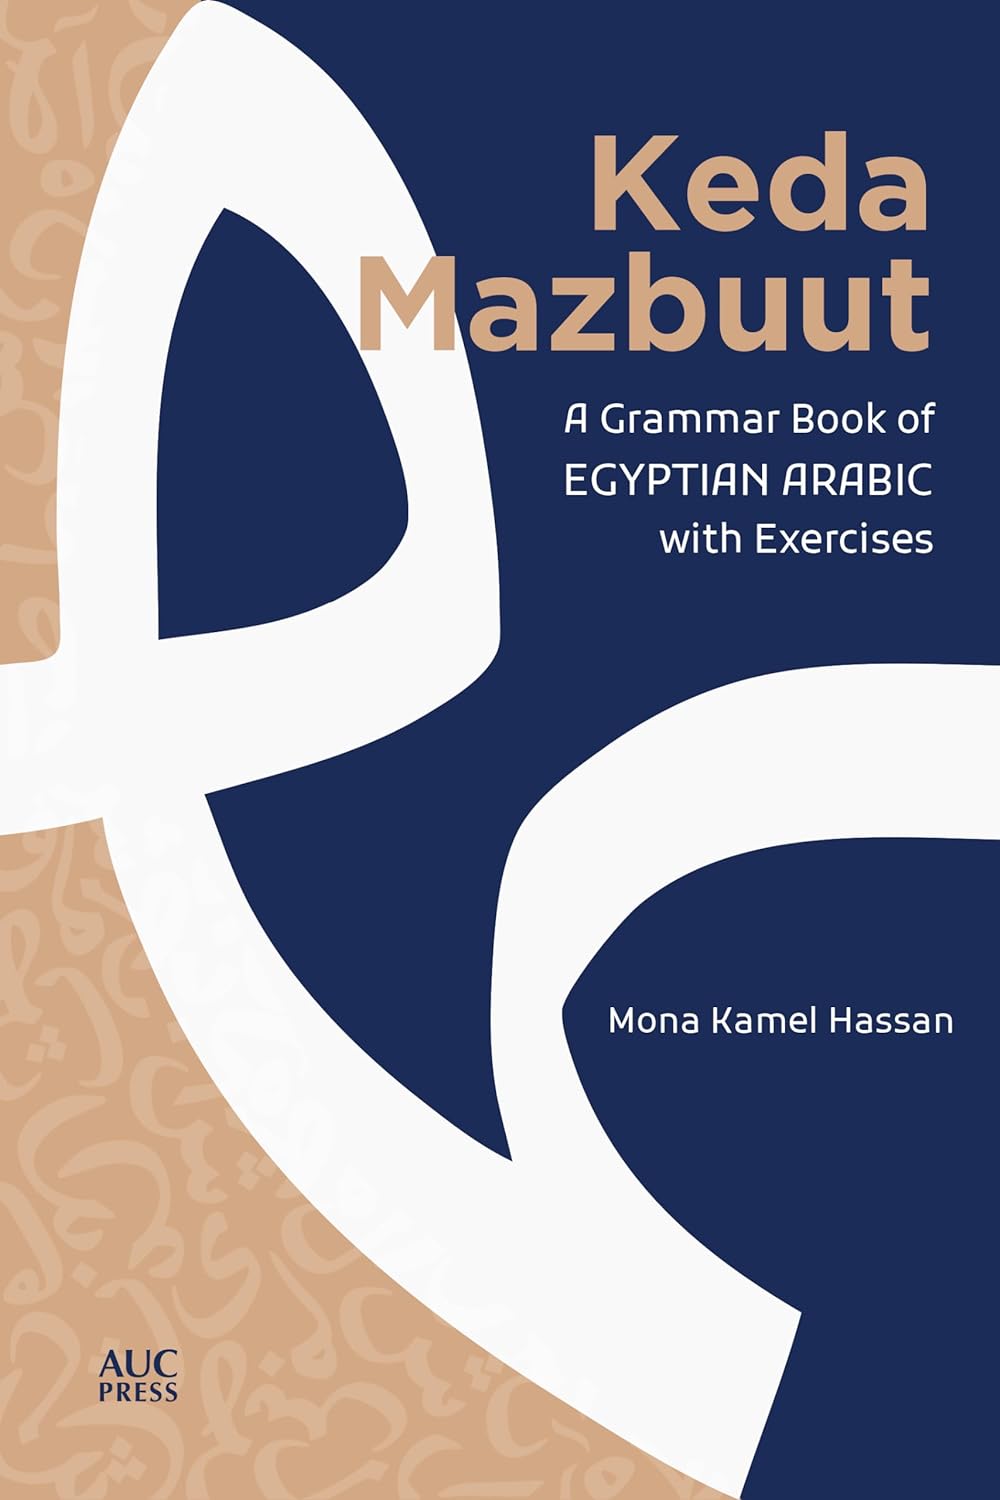 Keda
Mazbuut
A Grammar Book of
EGYPTIAN ARABIC
with Exercises
Mona Kamel Hassan
AUC
PRESS